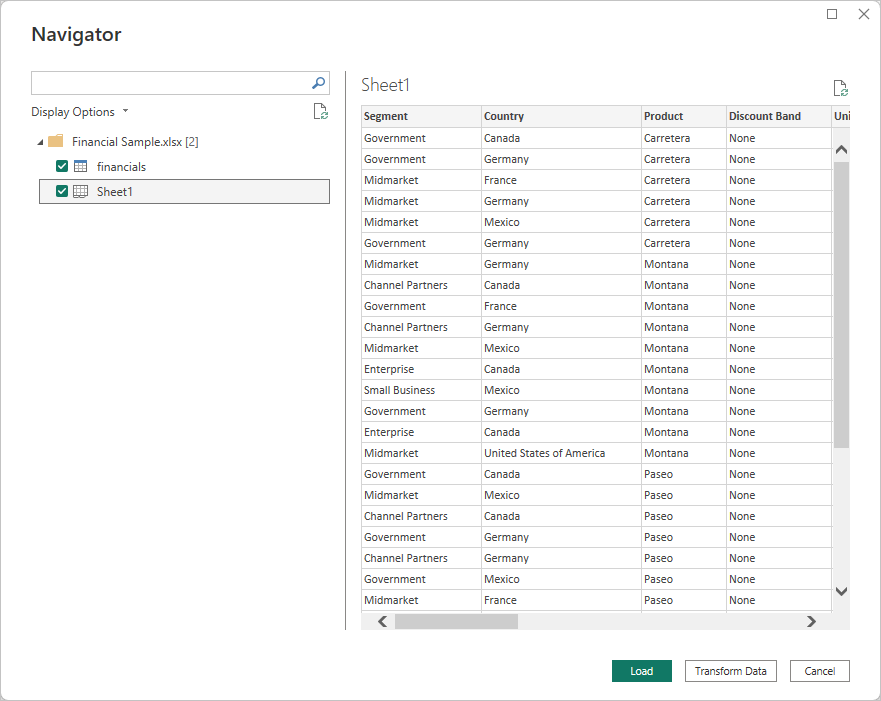 Navigator
Display Options
Financial Sample.xlsx [2]
financials
Sheet1
Sheet1
Segment Country Product Discount Band Uni
Government Canada Carretera None
Government Germany Carretera None
Midmarket France Carretera None
Midmarket Germany Carretera None
Midmarket Mexico Carretera None
Government Germany Carretera None
Midmarket Germany Montana None
Channel Partners Canada Montana None
Government France Montana None
Channel Partners Germany Montana None
Midmarket Mexico Montana None
Enterprise Canada Montana None
Small Business Mexico Montana None
Government Germany Montana None
Enterprise Canada Montana None
Midmarket United States of America Montana None
Government Canada Paseo None
Midmarket Mexico Paseo None
Channel Partners Canada Paseo None
Government Germany Paseo None
Channel Partners Germany Paseo None
Government Mexico Paseo None
Midmarket France Paseo None
Load Transform Data Cancel